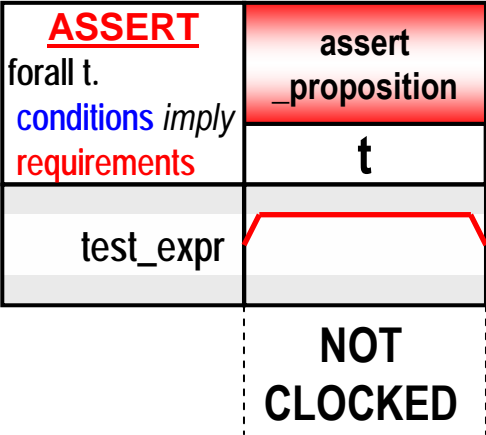 ASSERT
forall t.
conditions imply
requirements
assert
_proposition
t
test_expr
NOT
CLOCKED